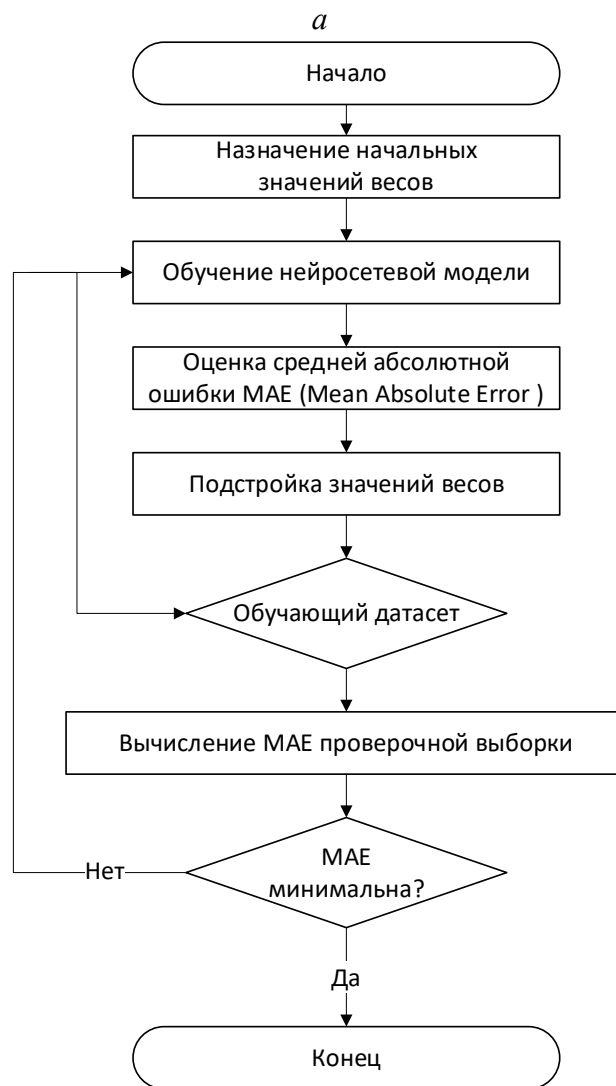 а
Начало
Назначение начальных
значений весов
Обучение нейросетевой модели
Оценка средней абсолютной
ошибки MAE (Mean Absolute Error )
Подстройка значений весов
Обучающий датасет
Вычисление MAE проверочной выборки
MAE
минимальна?
Нет
Да
Конец